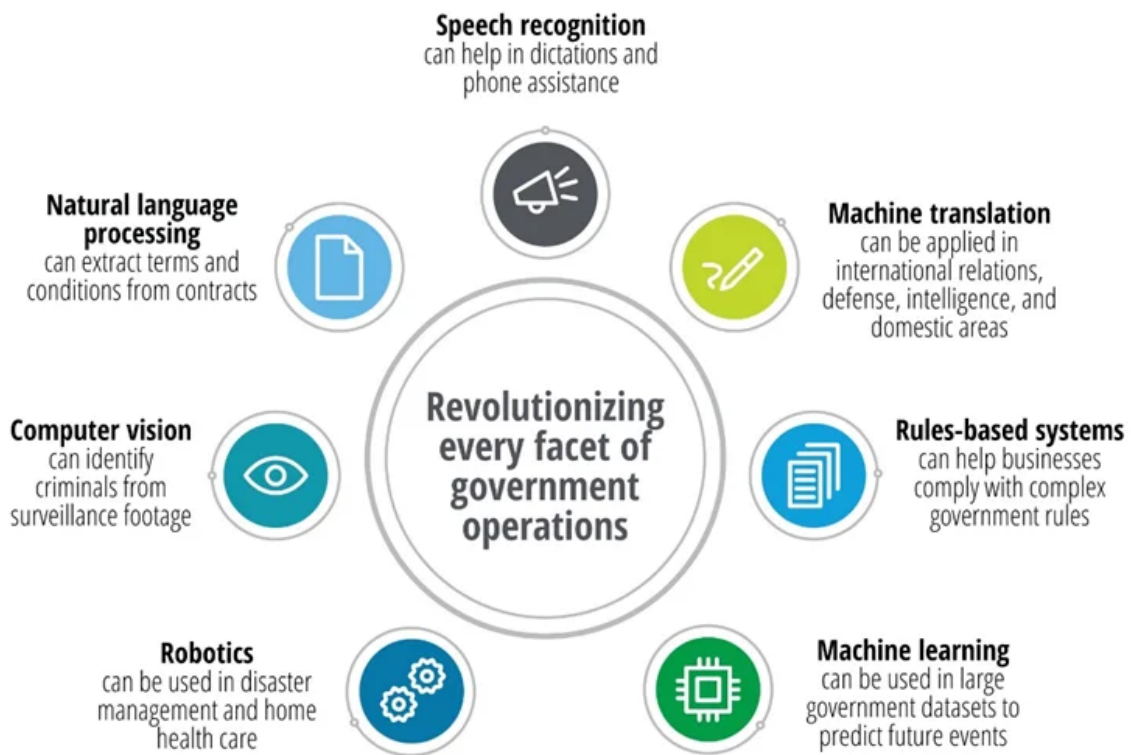 Speech recognition
can help in dictations and
phone assistance
Natural language
processing
can extract terms and
conditions from contracts
Machine translation
can be applied in
international relations,
defense, intelligence, and
domestic areas
Computer vision
can identify
criminals from
surveillance footage
Revolutionizing
every facet of
government
operations
Rules-based systems
can help businesses
comply with complex
government rules
Robotics
can be used in disaster
management and home
health care
Machine learning
can be used in large
government datasets to
predict future events